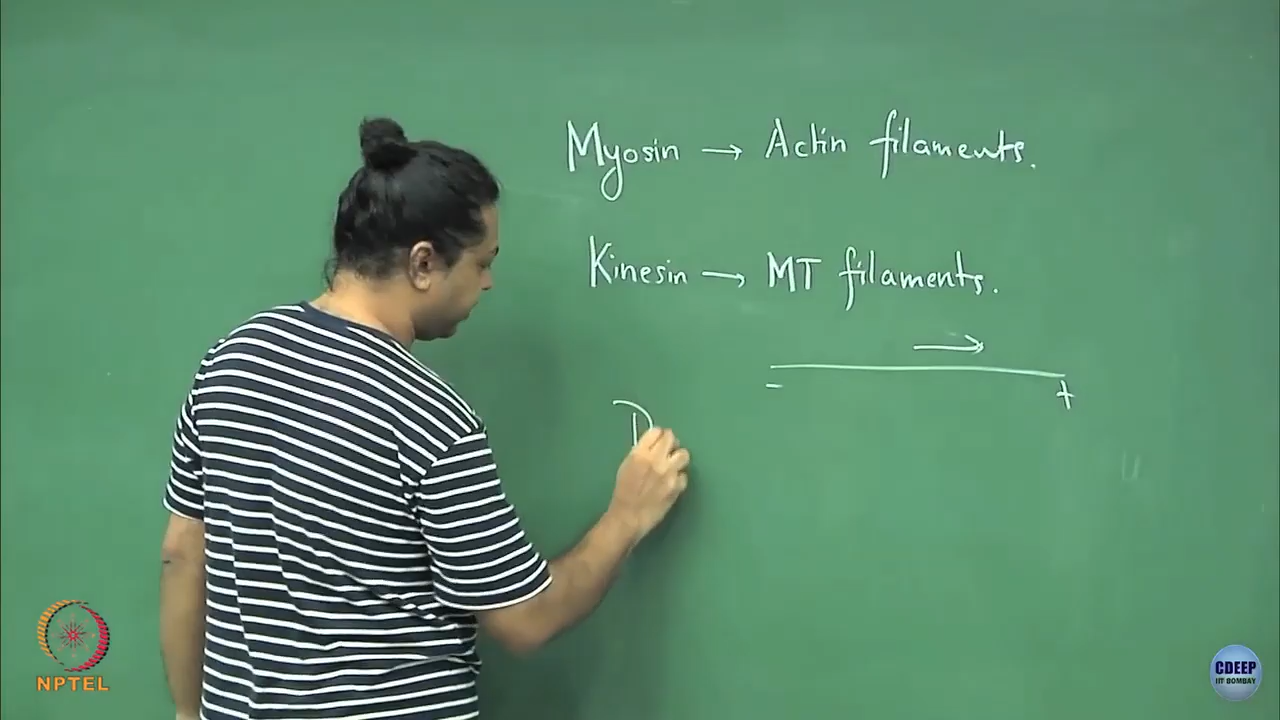 Myosin → Actin filaments.
Kinesin → MT filaments.
- +
D
NPTEL
CDEEP
IIT BOMBAY